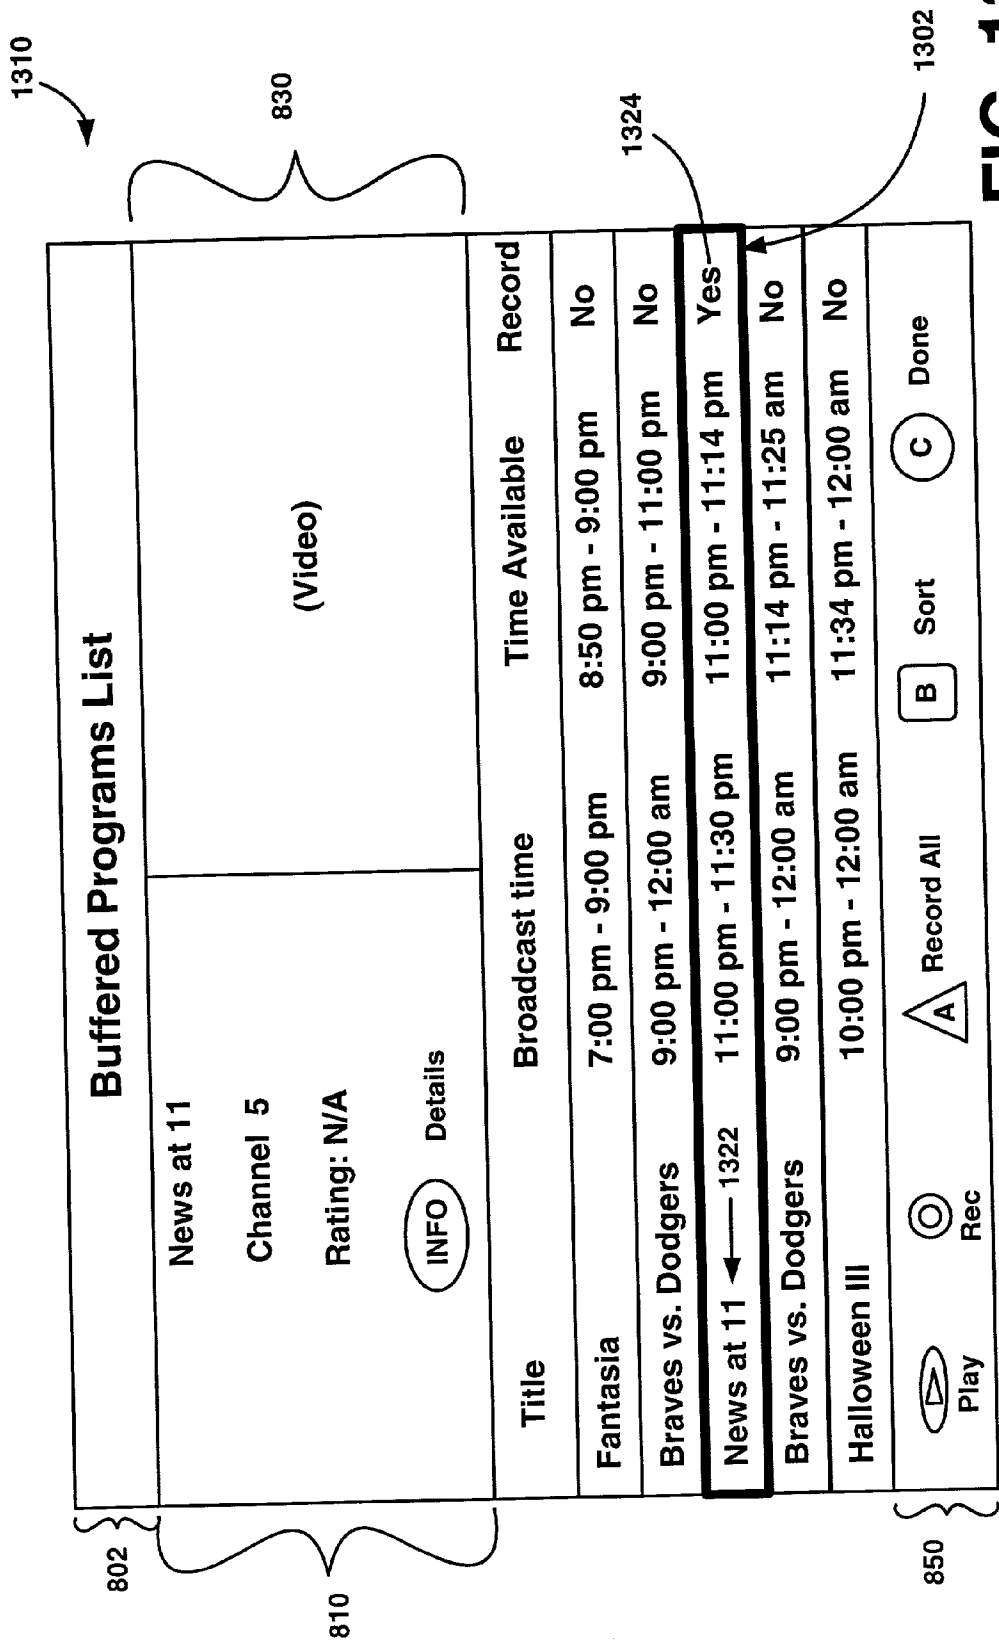 1310
Buffered Programs List
802
News at 11
Channel 5
Rating: N/A
INFO Details
810
(Video)
830
Title Broadcast time Time Available Record
Fantasia 7:00 pm - 9:00 pm 8:50 pm - 9:00 pm No
Braves vs. Dodgers 9:00 pm - 12:00 am 9:00 pm - 11:00 pm No
1324
News at 11 1322 11:00 pm - 11:30 pm 11:00 pm - 11:14 pm Yes
Braves vs. Dodgers 9:00 pm - 12:00 am 11:14 pm - 11:25 am No
1302
Halloween III 10:00 pm - 12:00 am 11:34 pm - 12:00 am No
850
Play Rec A Record All B Sort C Done